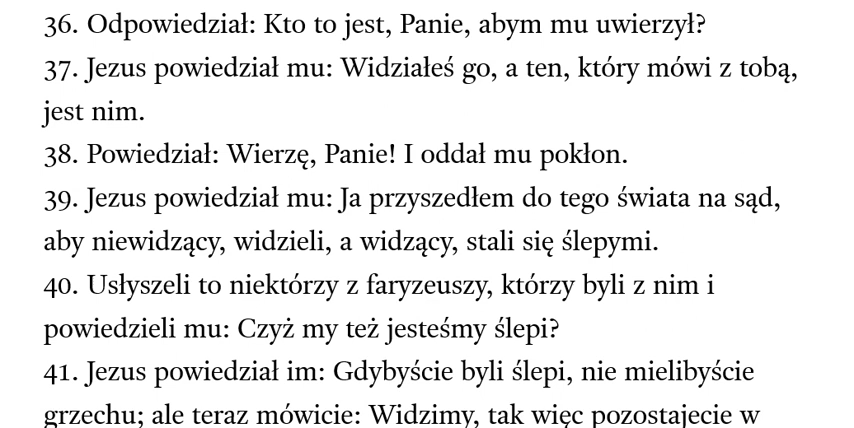 36. Odpowiedział: Kto to jest, Panie, abym mu uwierzył?
37. Jezus powiedział mu: Widziałeś go, a ten, który mówi z tobą,
jest nim.
38. Powiedział: Wierzę, Panie! I oddał mu pokłon.
39. Jezus powiedział mu: Ja przyszedłem do tego świata na sąd,
aby niewidzący, widzieli, a widzący, stali się ślepymi.
40. Usłyszeli to niektórzy z faryzeuszy, którzy byli z nim i
powiedzieli mu: Czyż my też jesteśmy ślepi?
41. Jezus powiedział im: Gdybyście byli ślepi, nie mielibyście
grzechu; ale teraz mówicie: Widzimy, tak więc pozostajecie w